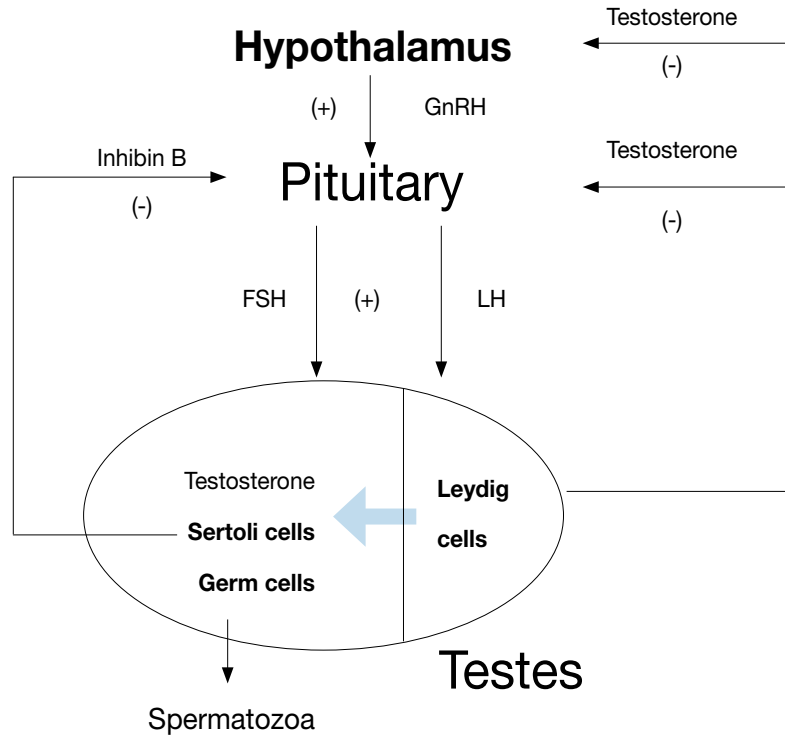 Testosterone
Hypothalamus
(-)
(+)
GnRH
Inhibin B
Testosterone
Pituitary
(-)
(-)
FSH
(+)
LH
Testosterone
Leydig
Sertoli cells
cells
Germ cells
Testes
Spermatozoa